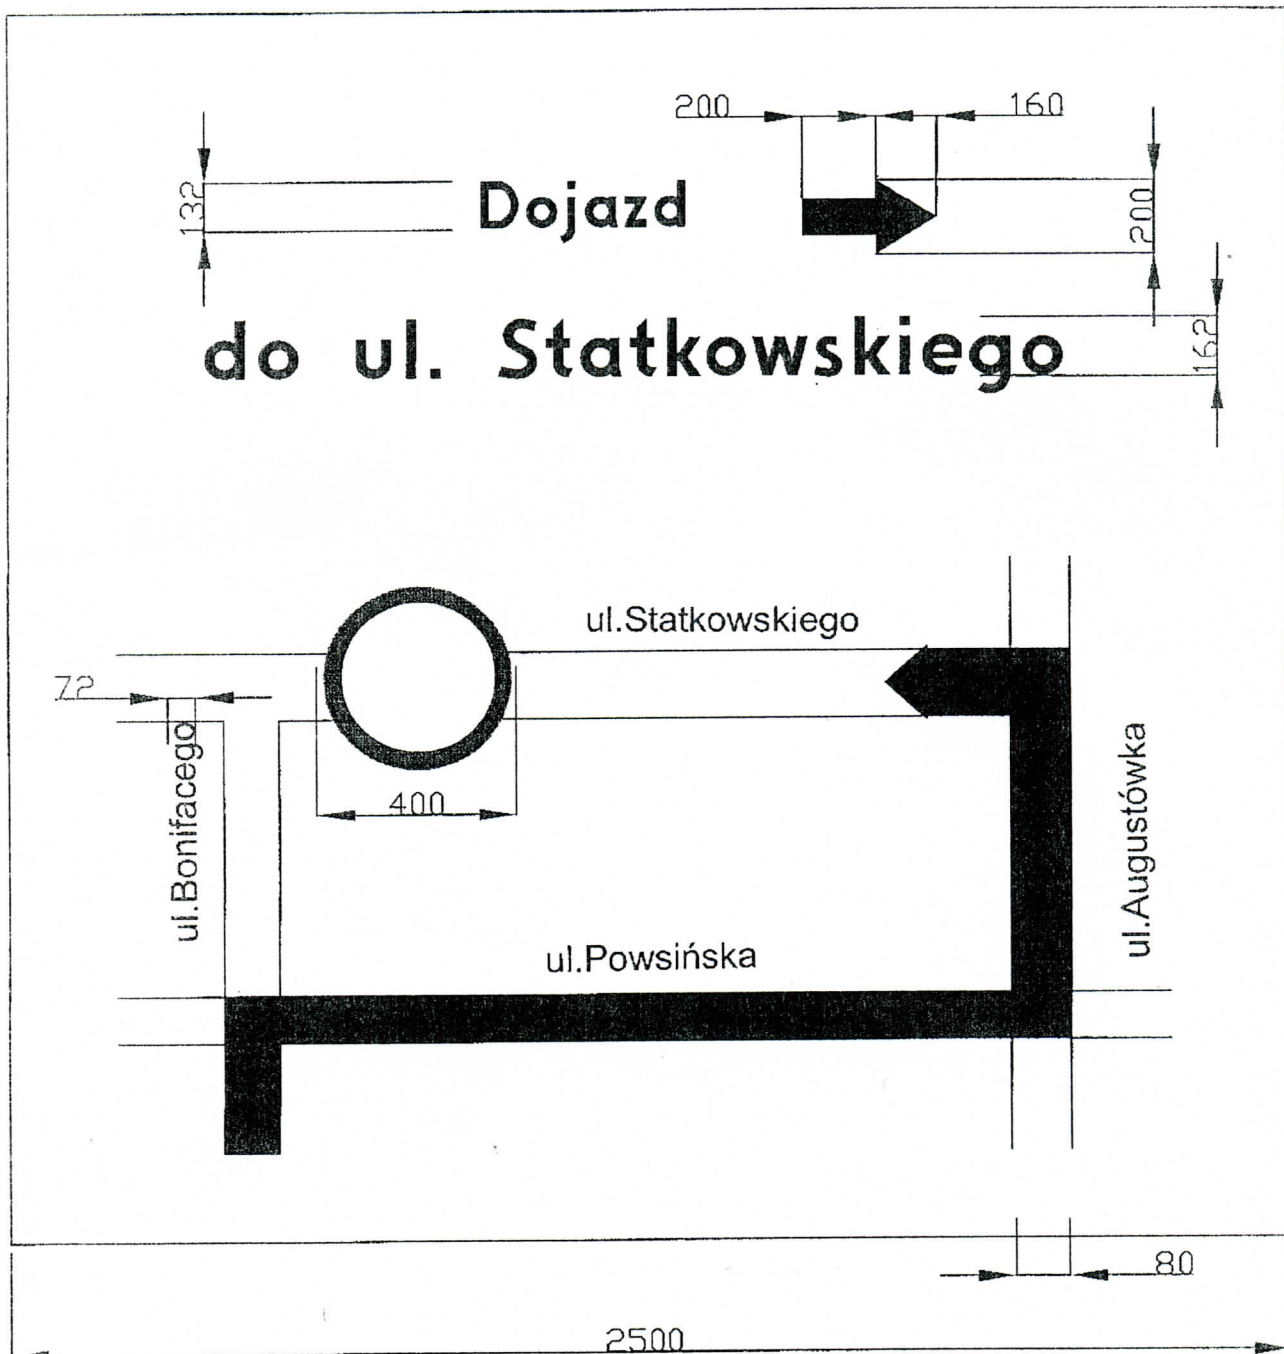 200 160
132
Dojazd
200
do ul. Statkowskiego
162
ul.Statkowskiego
72
400
ul.Bonifacego
ul.Augustówka
ul.Powsińska
80
2500